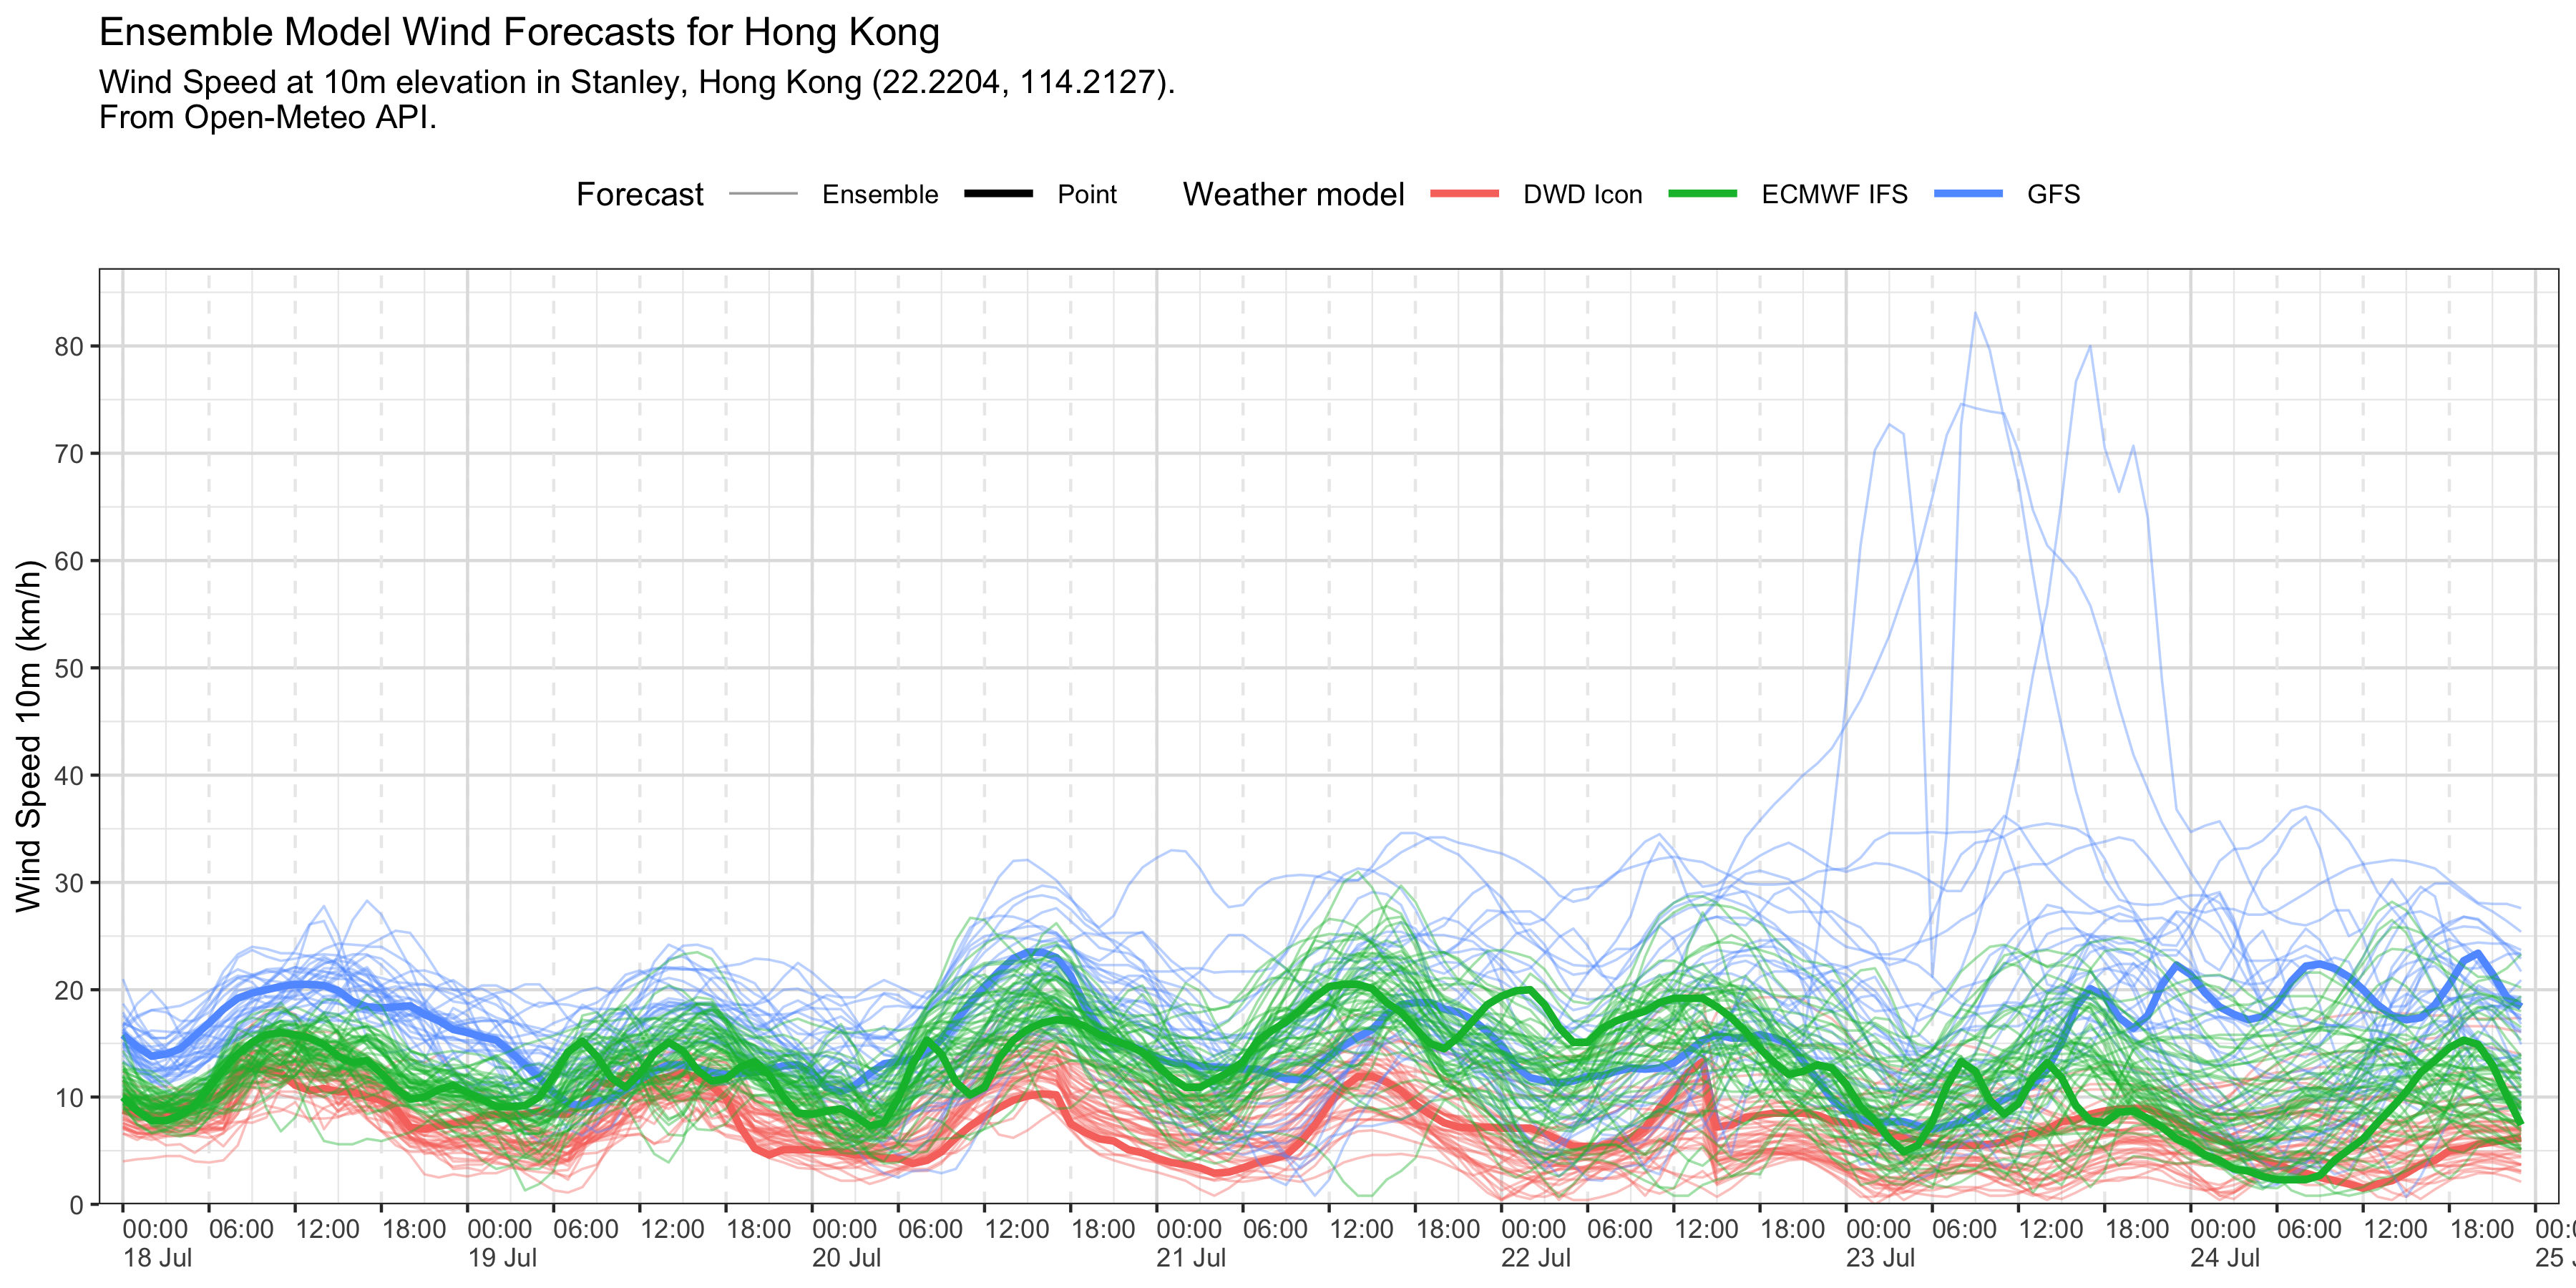 Ensemble Model Wind Forecasts for Hong Kong
Wind Speed at 10m elevation in Stanley, Hong Kong (22.2204, 114.2127).
From Open-Meteo API.
Forecast Ensemble Point Weather model DWD Icon ECMWF IFS GFS
Wind Speed 10m (km/h)
80
70
60
50
40
30
20
10
0
00:00 06:00 12:00 18:00 00:00 06:00 12:00 18:00 00:00 06:00 12:00 18:00 00:00 06:00 12:00 18:00 00:00 06:00 12:00 18:00 00:00 06:00 12:00 18:00 00:00 06:00 12:00 18:00 00:0
18 Jul 19 Jul 20 Jul 21 Jul 22 Jul 23 Jul 24 Jul 25